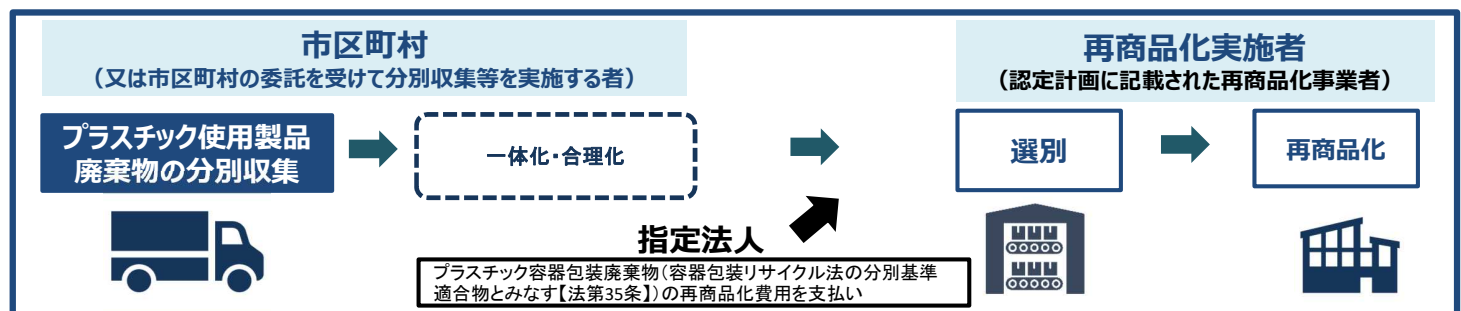 市区町村
（又は市区町村の委託を受けて分別収集等を実施する者）
再商品化実施者
（認定計画に記載された再商品化事業者）
プラスチック使用製品
廃棄物の分別収集
一体化・合理化
選別
再商品化
指定法人
プラスチック容器包装廃棄物（容器包装リサイクル法の分別基準
適合物とみなす【法第35条】）の再商品化費用を支払い